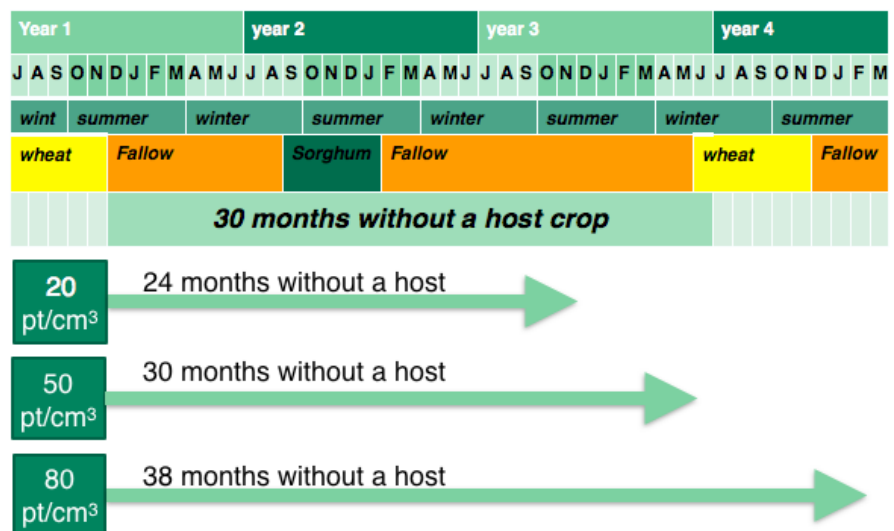 Year 1 year 2 year 3 year 4
J A S O N D J F M A M J J A S O N D J F M A M J J A S O N D J F M A M J J A S O N D J F M
wint summer winter summer winter summer winter summer
wheat Fallow Sorghum Fallow wheat Fallow
30 months without a host crop
20
pt/cm³
24 months without a host
50
pt/cm³
30 months without a host
80
pt/cm³
38 months without a host